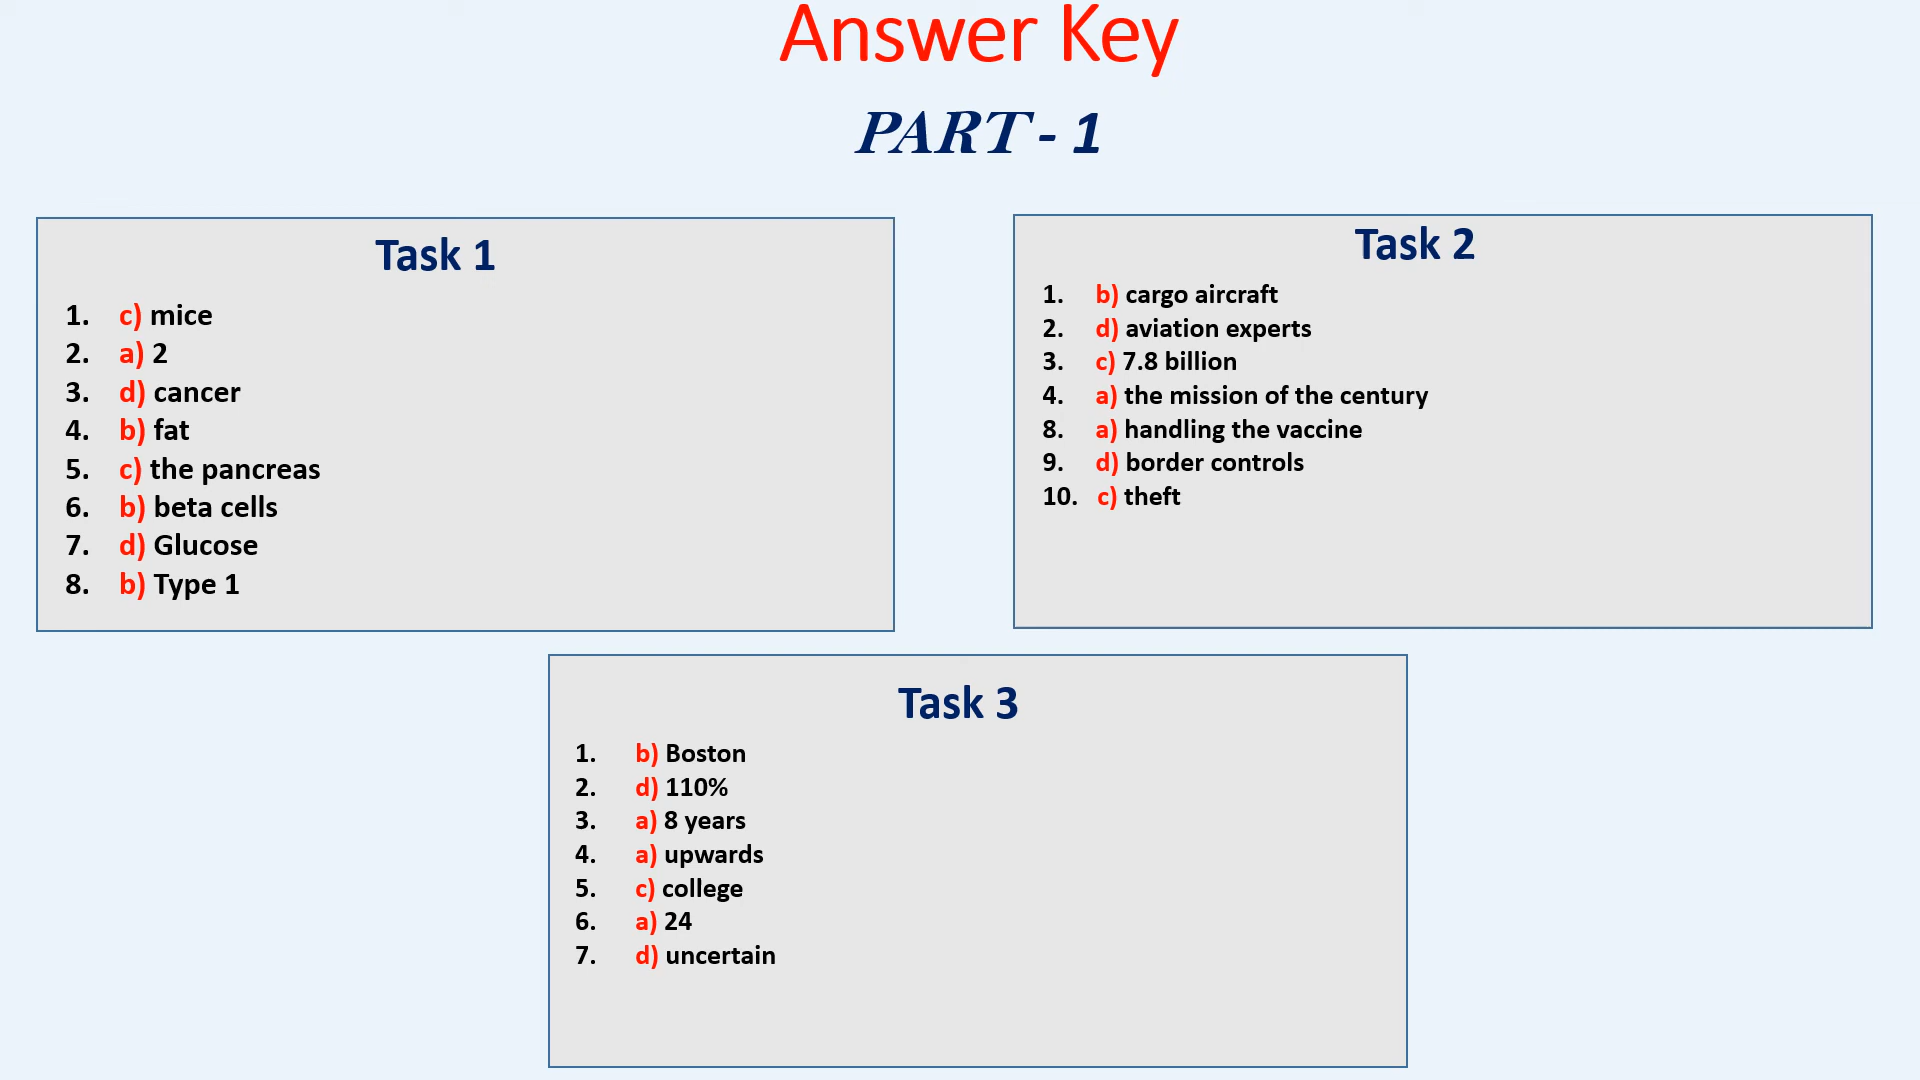 Answer Key
PART - 1
Task 1
1. c) mice
2. a) 2
3. d) cancer
4. b) fat
5. c) the pancreas
6. b) beta cells
7. d) Glucose
8. b) Type 1
Task 2
1. b) cargo aircraft
2. d) aviation experts
3. c) 7.8 billion
4. a) the mission of the century
8. a) handling the vaccine
9. d) border controls
10. c) theft
Task 3
1. b) Boston
2. d) 110%
3. a) 8 years
4. a) upwards
5. c) college
6. a) 24
7. d) uncertain